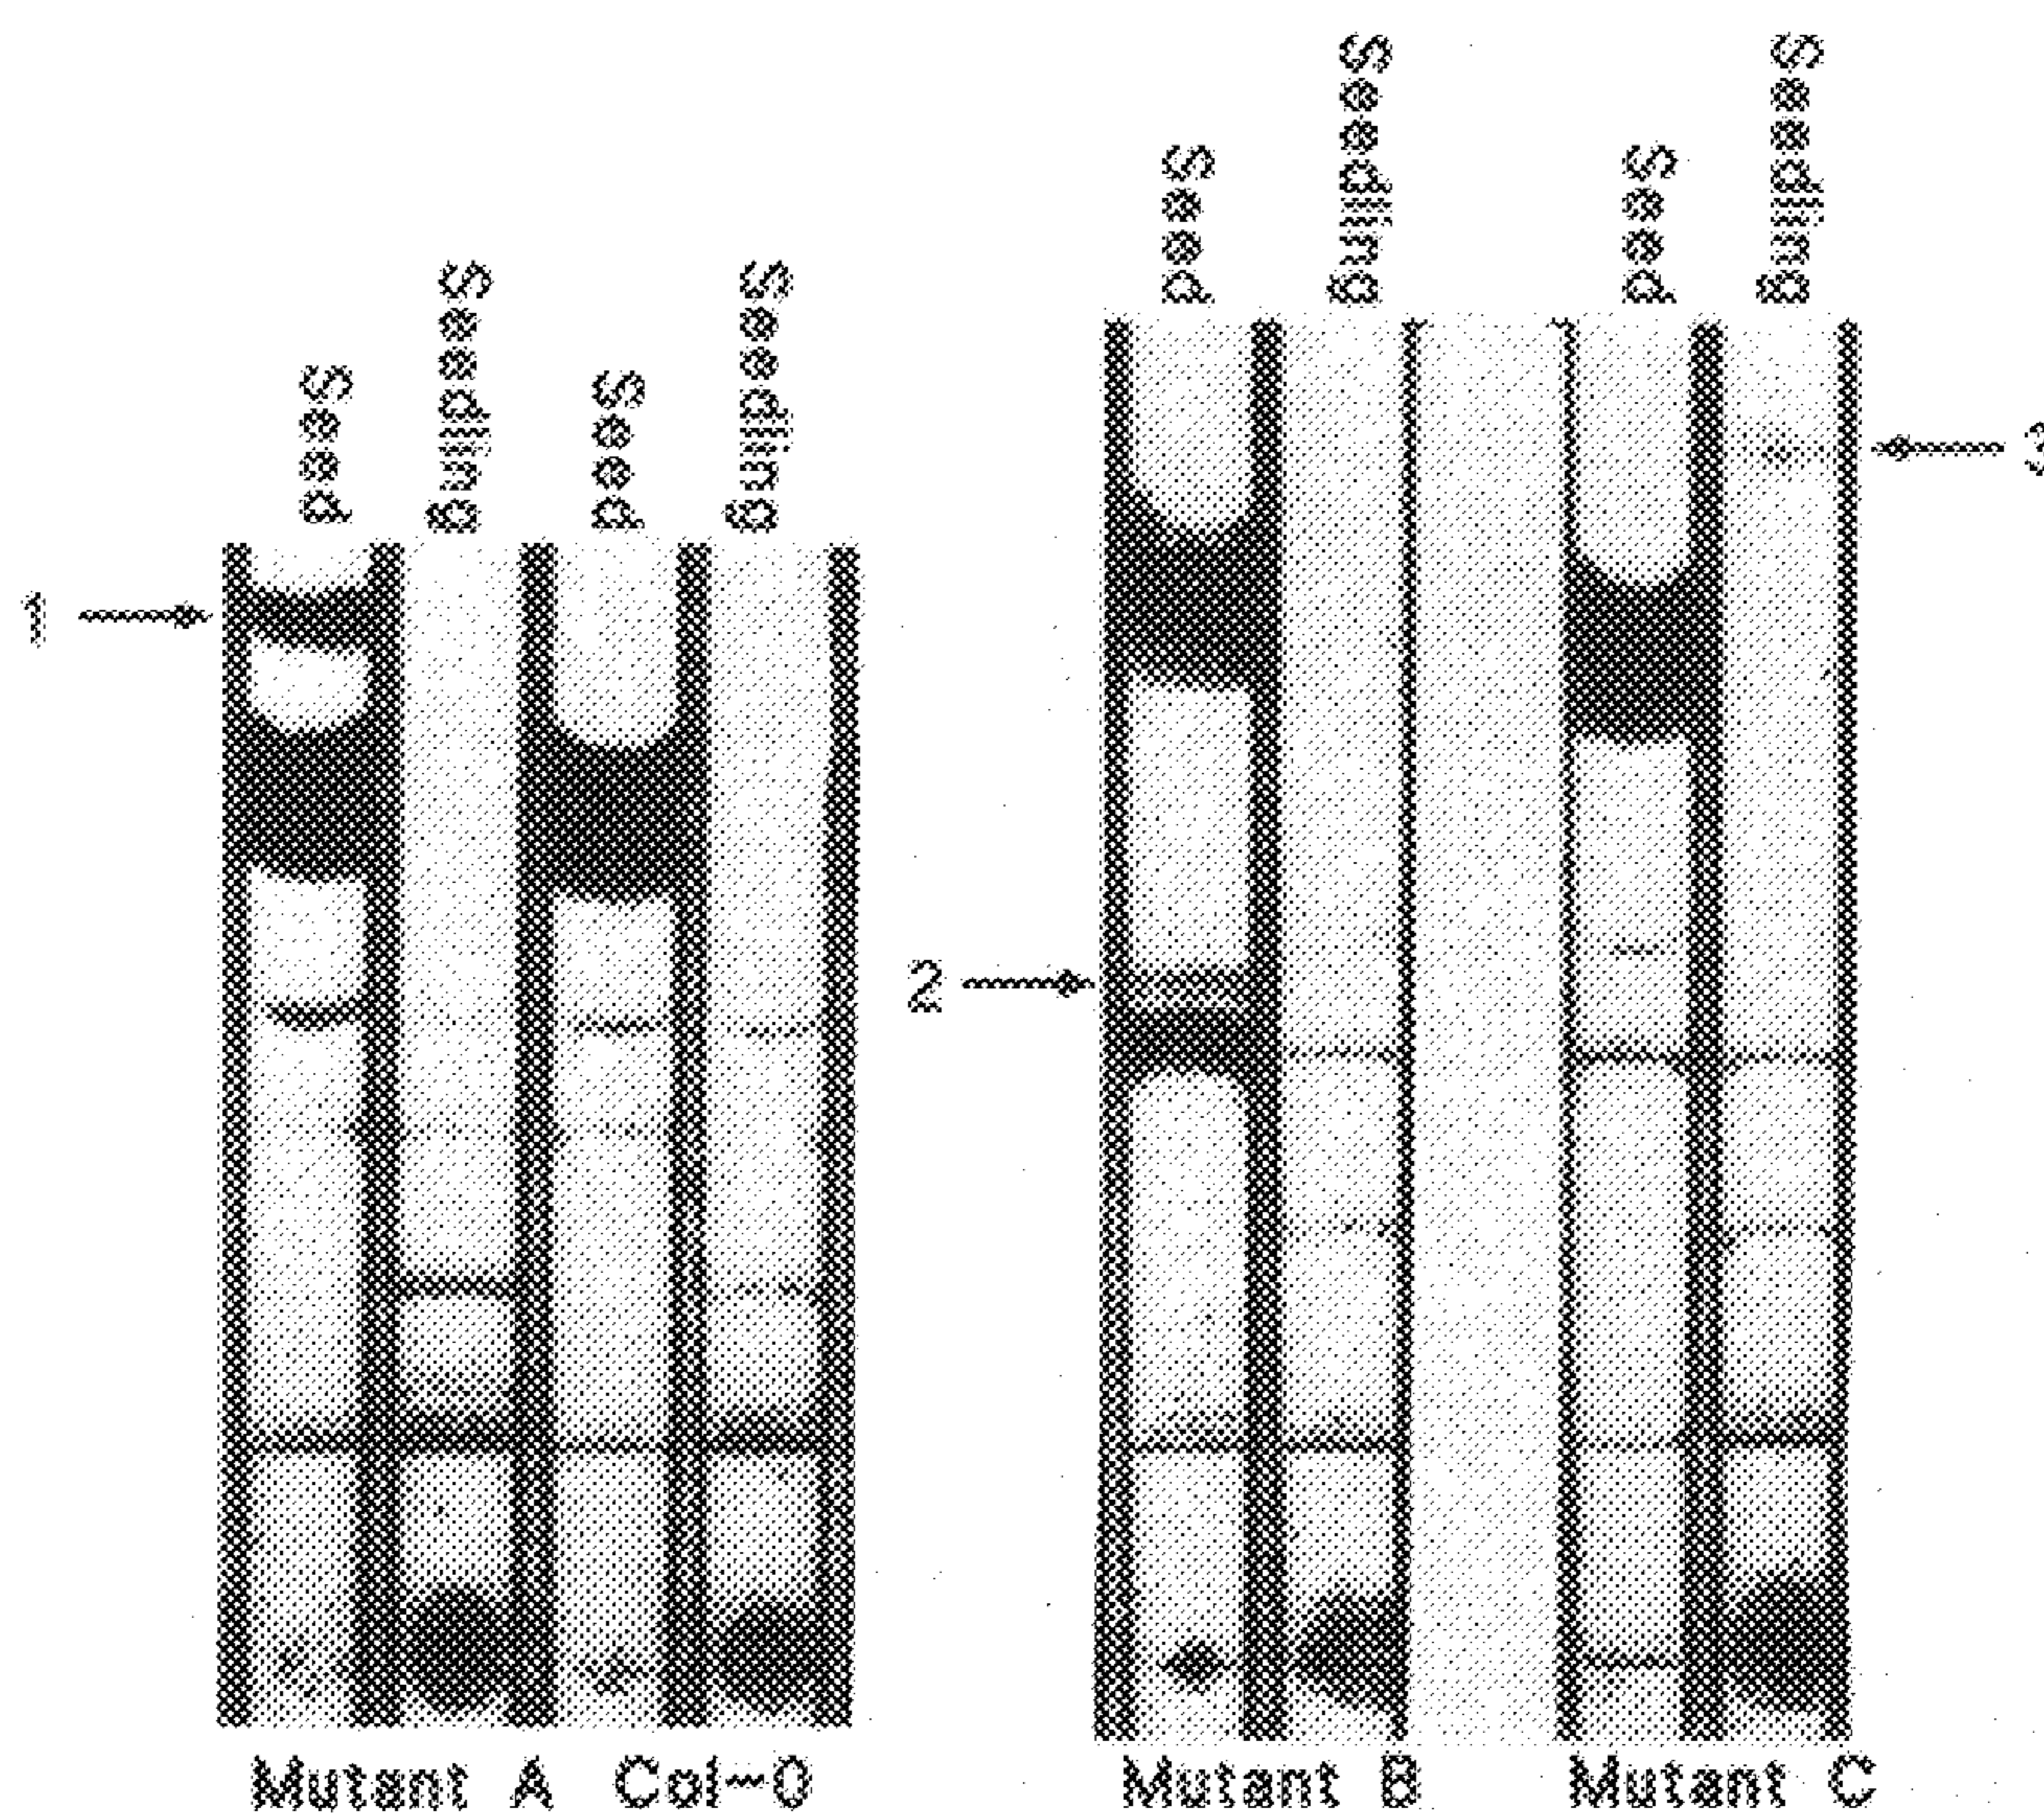 Seed Seedling Seed Seedling
Seed Seedling Seed Seedling
1
2
3
Mutant A Col-0
Mutant B Mutant C